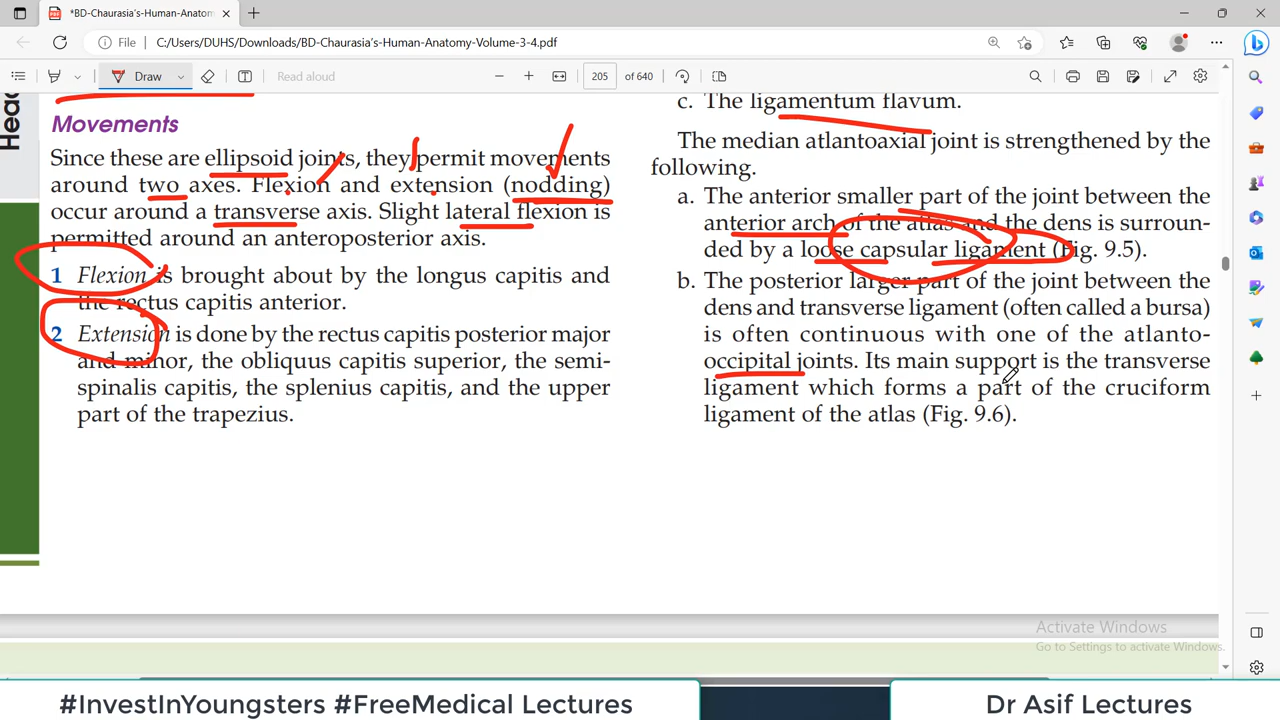 *BD-Chaurasia's-Human-Anatom
File
C:/Users/DUHS/Downloads/BD-Chaurasia's-Human-Anatomy-Volume-3-4.pdf
Draw
Read aloud
205
of 640
Head
Movements
Since these are ellipsoid joints, they permit movements
around two axes. Flexion and extension (nodding)
occur around a transverse axis. Slight lateral flexion is
permitted around an anteroposterior axis.
1 Flexion is brought about by the longus capitis and
the rectus capitis anterior.
2 Extension is done by the rectus capitis posterior major
and minor, the obliquus capitis superior, the semi-
spinalis capitis, the splenius capitis, and the upper
part of the trapezius.
c. The ligamentum flavum.
The median atlantoaxial joint is strengthened by the
following.
a. The anterior smaller part of the joint between the
anterior arch of the atlas and the dens is surroun-
ded by a loose capsular ligament (Fig. 9.5).
b. The posterior larger part of the joint between the
dens and transverse ligament (often called a bursa)
is often continuous with one of the atlanto-
occipital joints. Its main support is the transverse
ligament which forms a part of the cruciform
ligament of the atlas (Fig. 9.6).
Activate Windows
Go to Settings to activate Windows.
#InvestInYoungsters #FreeMedical Lectures
Dr Asif Lectures